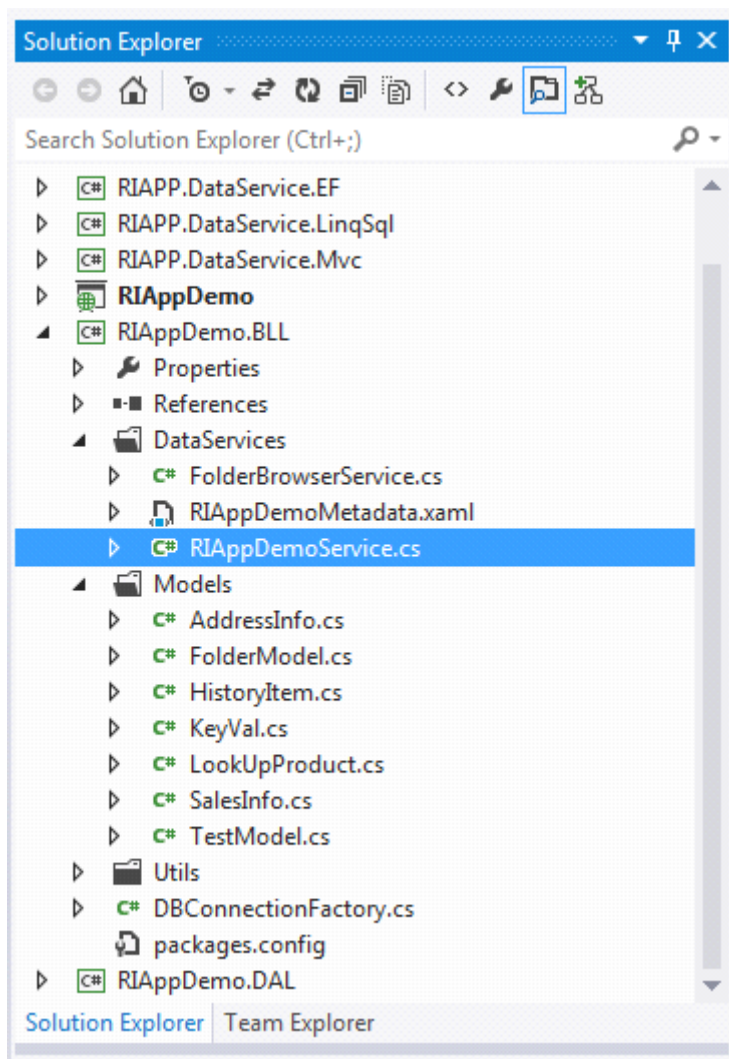 Solution Explorer
Search Solution Explorer (Ctrl+;)
C# RIAPP.DataService.EF
C# RIAPP.DataService.LinqSql
C# RIAPP.DataService.Mvc
RIAppDemo
C# RIAppDemo.BLL
Properties
References
DataServices
C# FolderBrowserService.cs
RIAppDemoMetadata.xaml
C# RIAppDemoService.cs
Models
C# AddressInfo.cs
C# FolderModel.cs
C# HistoryItem.cs
C# KeyVal.cs
C# LookUpProduct.cs
C# SalesInfo.cs
C# TestModel.cs
Utils
C# DBConnectionFactory.cs
packages.config
C# RIAppDemo.DAL
Solution Explorer Team Explorer